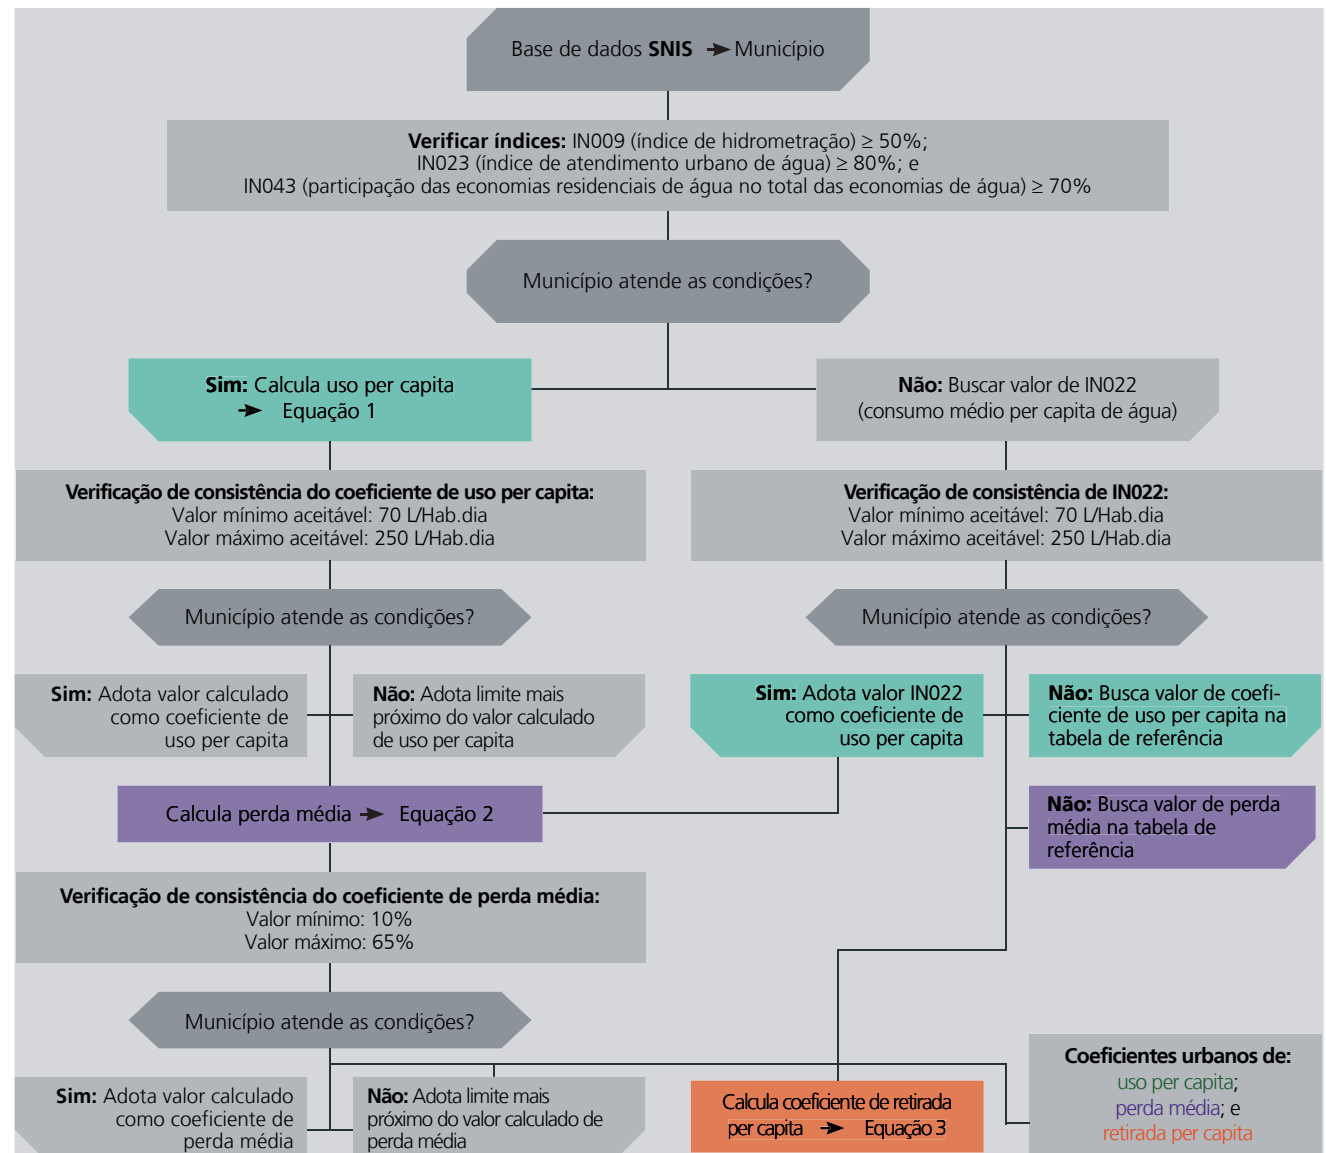 Base de dados SNIS ➔ Município
Verificar índices: IN009 (índice de hidrometração) ≥ 50%;
IN023 (índice de atendimento urbano de água) ≥ 80%; e
IN043 (participação das economias residenciais de água no total das economias de água) ≥ 70%
Município atende as condições?
Sim: Calcula uso per capita
➔ Equação 1
Não: Buscar valor de IN022
(consumo médio per capita de água)
Verificação de consistência do coeficiente de uso per capita:
Valor mínimo aceitável: 70 L/Hab.dia
Valor máximo aceitável: 250 L/Hab.dia
Verificação de consistência de IN022:
Valor mínimo aceitável: 70 L/Hab.dia
Valor máximo aceitável: 250 L/Hab.dia
Município atende as condições?
Município atende as condições?
Sim: Adota valor calculado
como coeficiente de
uso per capita
Não: Adota limite mais
próximo do valor calculado
de uso per capita
Sim: Adota valor IN022
como coeficiente de
uso per capita
Não: Busca valor de coefi-
ciente de uso per capita na
tabela de referência
Calcula perda média ➔ Equação 2
Não: Busca valor de perda
média na tabela de
referência
Verificação de consistência do coeficiente de perda média:
Valor mínimo: 10%
Valor máximo: 65%
Município atende as condições?
Sim: Adota valor calculado
como coeficiente de
perda média
Não: Adota limite mais
próximo do valor calculado de
perda média
Calcula coeficiente de retirada
per capita ➔ Equação 3
Coeficientes urbanos de:
uso per capita;
perda média; e
retirada per capita